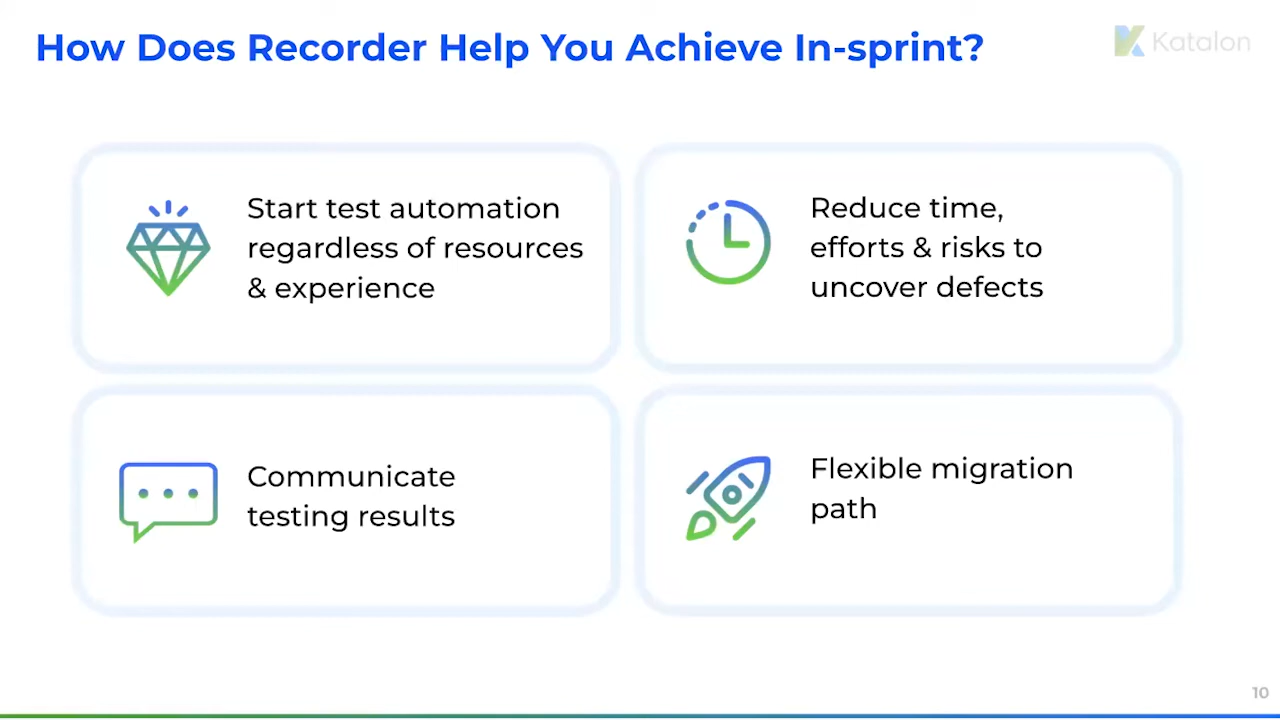 How Does Recorder Help You Achieve In-sprint?
Katalon
Start test automation
regardless of resources
& experience
Reduce time,
efforts & risks to
uncover defects
Communicate
testing results
Flexible migration
path
10